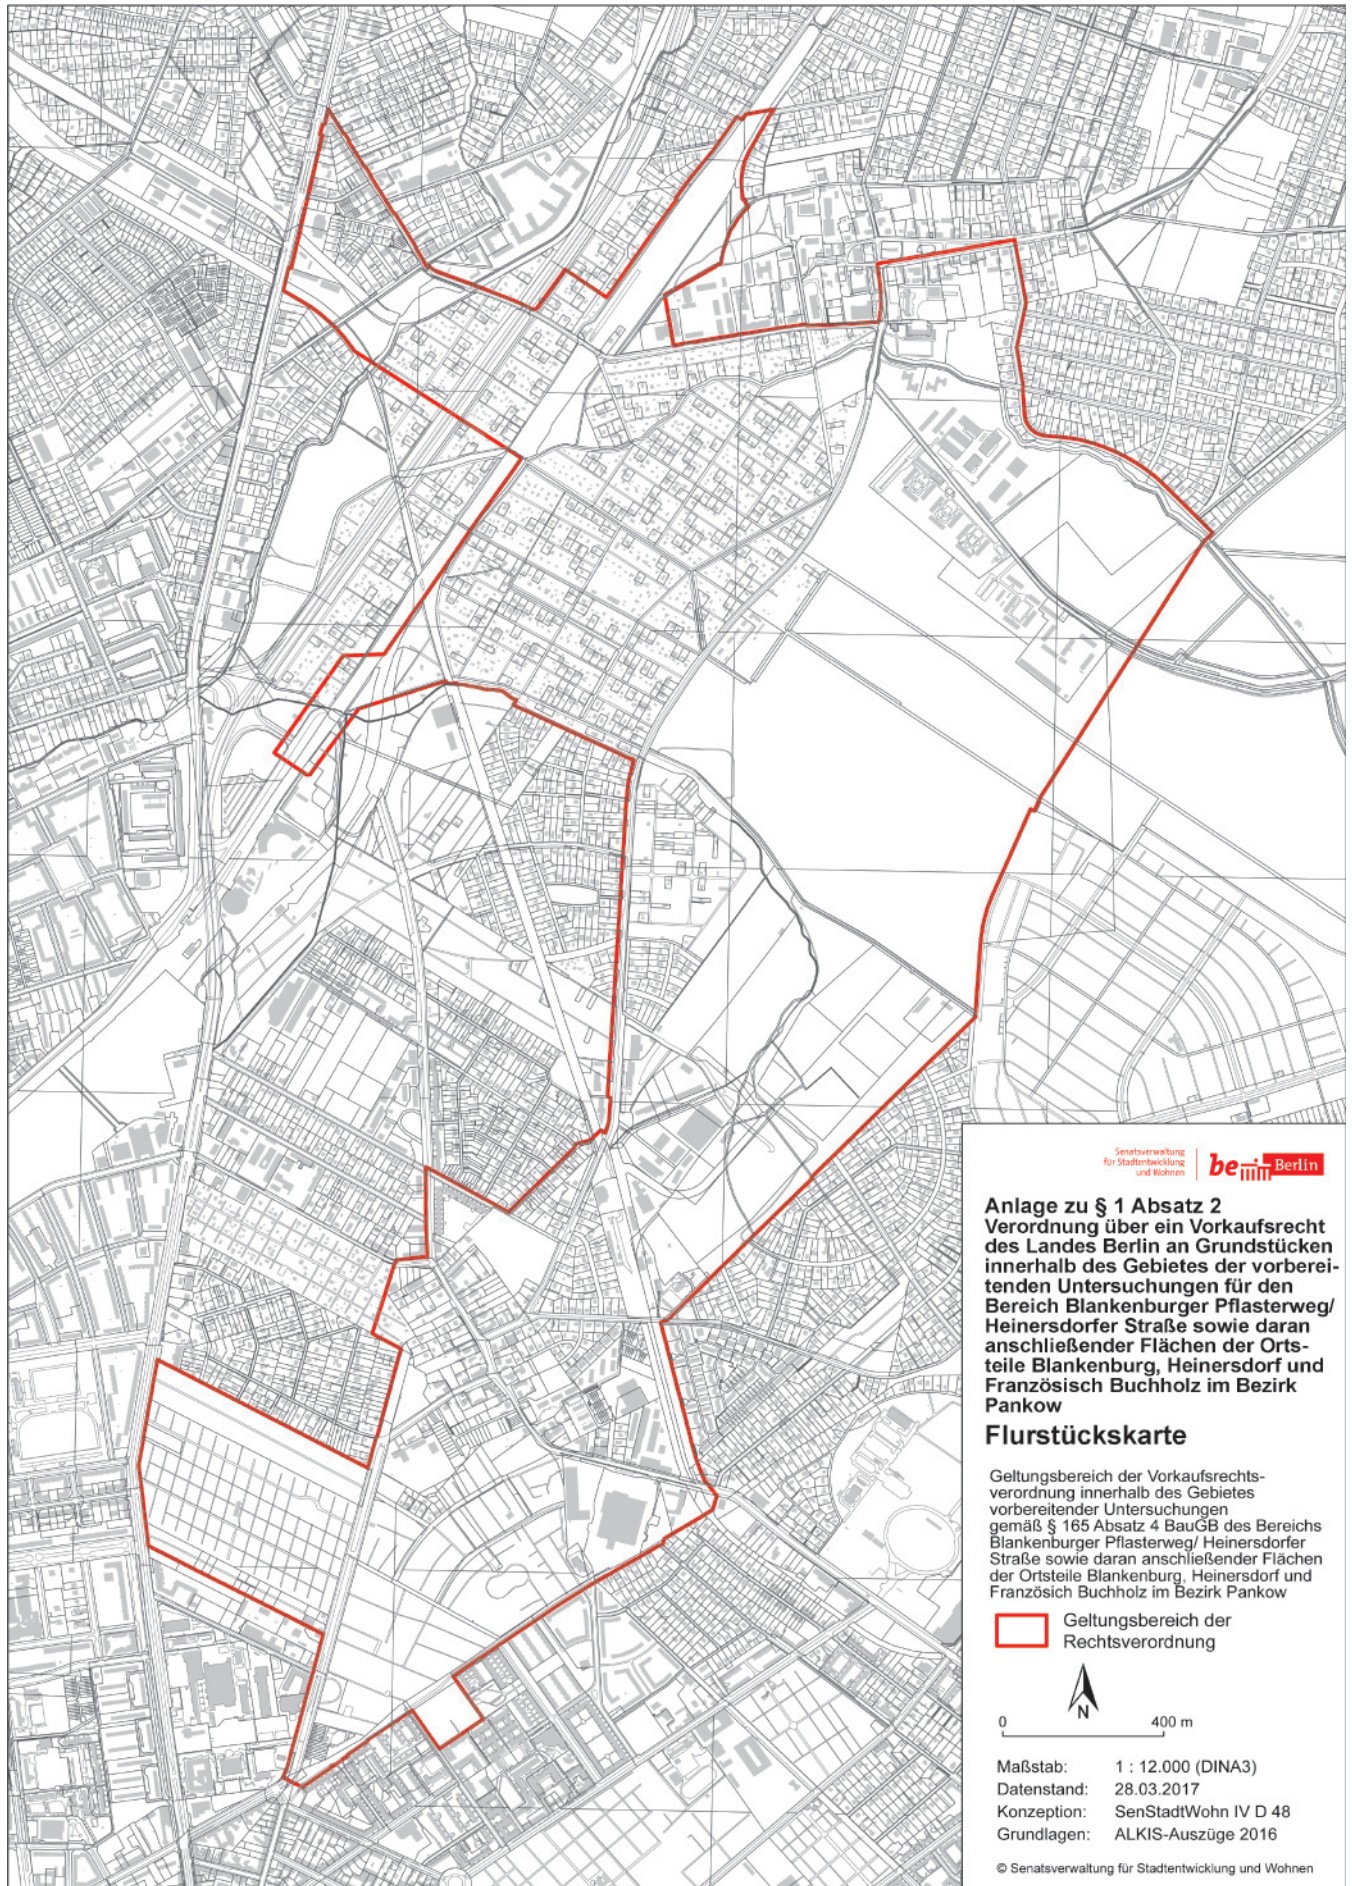 Senatsverwaltung
für Stadtentwicklung
und Wohnen
be Berlin
Anlage zu § 1 Absatz 2
Verordnung über ein Vorkaufsrecht
des Landes Berlin an Grundstücken
innerhalb des Gebietes der vorberei-
tenden Untersuchungen für den
Bereich Blankenburger Pflasterweg/
Heinersdorfer Straße sowie daran
anschließender Flächen der Orts-
teile Blankenburg, Heinersdorf und
Französisch Buchholz im Bezirk
Pankow
Flurstückskarte
Geltungsbereich der Vorkaufsrechts-
verordnung innerhalb des Gebietes
vorbereitender Untersuchungen
gemäß § 165 Absatz 4 BauGB des Bereichs
Blankenburger Pflasterweg/ Heinersdorfer
Straße sowie daran anschließender Flächen
der Ortsteile Blankenburg, Heinersdorf und
Französich Buchholz im Bezirk Pankow
Geltungsbereich der
Rechtsverordnung
N
0 400 m
Maßstab: 1 : 12.000 (DINA3)
Datenstand: 28.03.2017
Konzeption: SenStadtWohn IV D 48
Grundlagen: ALKIS-Auszüge 2016
© Senatsverwaltung für Stadtentwicklung und Wohnen